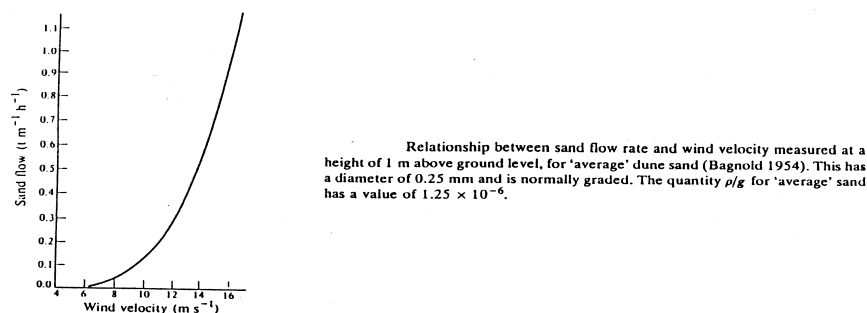 Sand flow (t m⁻¹ h⁻¹)
1.1
1.0
0.9
0.8
0.7
0.6
0.5
0.4
0.3
0.2
0.1
0.0
4 6 8 10 12 14 16
Wind velocity (m s⁻¹)
Relationship between sand flow rate and wind velocity measured at a
height of 1 m above ground level, for ‘average’ dune sand (Bagnold 1954). This has
a diameter of 0.25 mm and is normally graded. The quantity ρ/g for ‘average’ sand
has a value of 1.25 × 10⁻⁶.